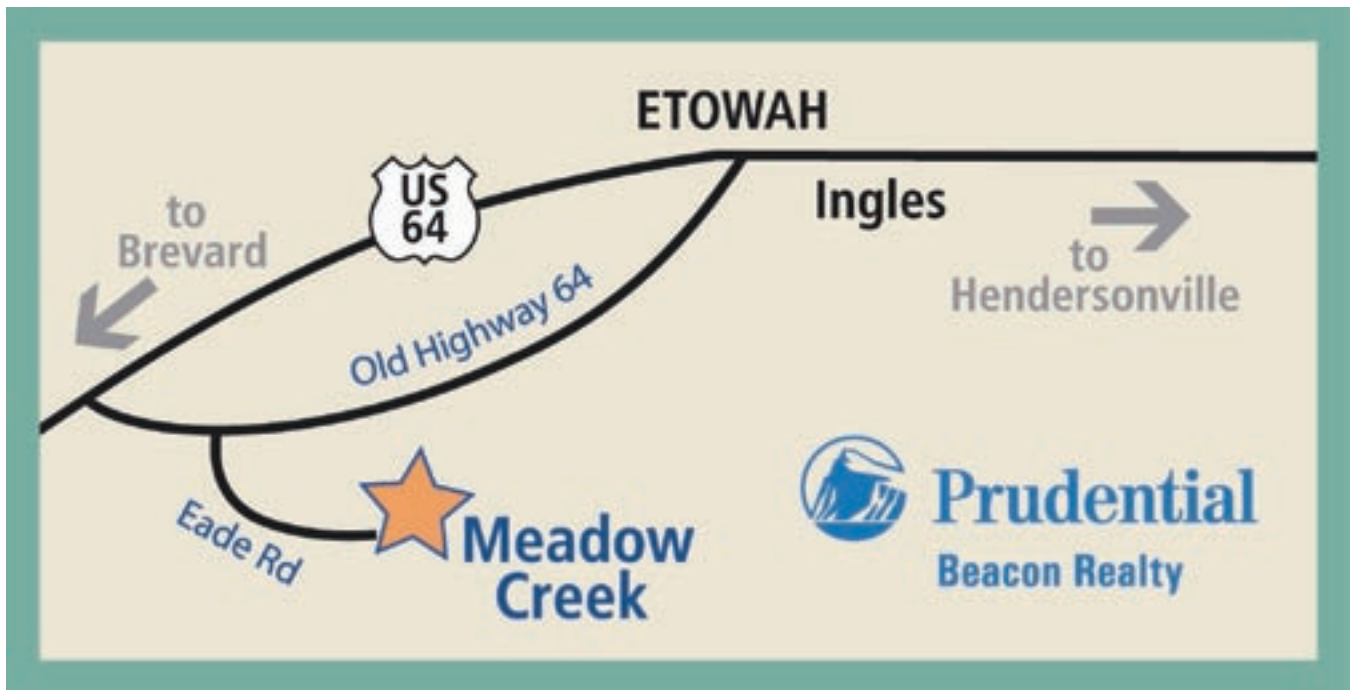 ETOWAH
US
64
Ingles
to
Brevard
to
Hendersonville
Old Highway 64
Eade Rd
Meadow
Creek
Prudential
Beacon Realty